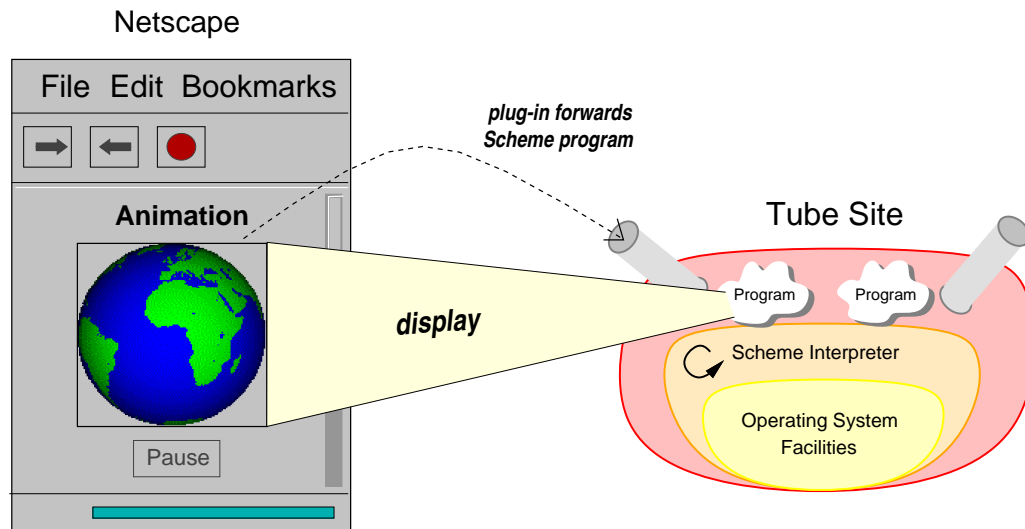 Netscape
File Edit Bookmarks
plug-in forwards
Scheme program
Animation
Tube Site
Program
Program
display
Scheme Interpreter
Operating System
Facilities
Pause